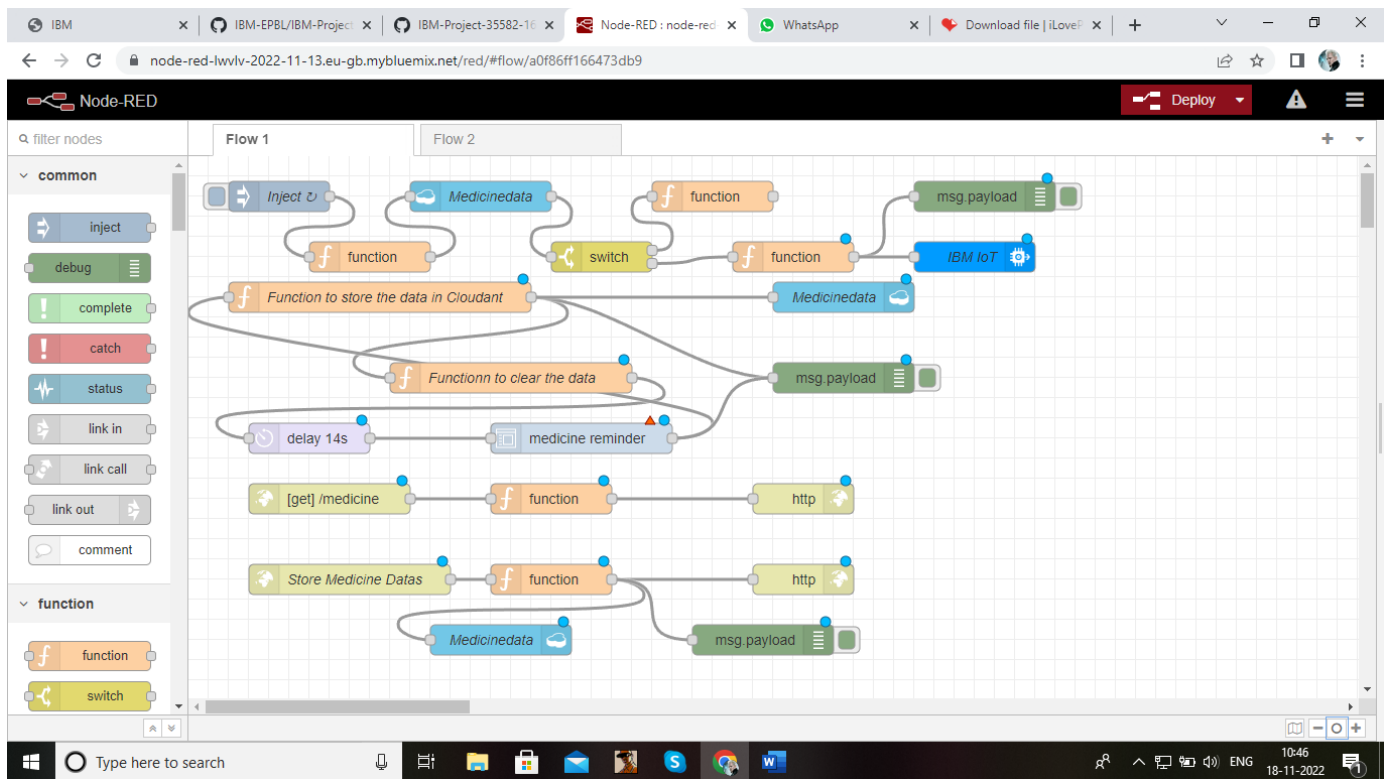 IBM
IBM-EPBL/IBM-Project
IBM-Project-35582-16
Node-RED : node-red
WhatsApp
Download file | iLoveP
node-red-lwvlv-2022-11-13.eu-gb.mybluemix.net/red/#flow/a0f86ff166473db9
Node-RED
Deploy
filter nodes
Flow 1
Flow 2
common
inject
debug
complete
catch
status
link in
link call
link out
comment
function
function
switch
Inject ↻
Medicinedata
function
msg.payload
function
switch
function
IBM IoT
Function to store the data in Cloudant
Medicinedata
Functionn to clear the data
msg.payload
delay 14s
medicine reminder
[get] /medicine
function
http
Store Medicine Datas
function
http
Medicinedata
msg.payload
Type here to search
ENG
10:46
18-11-2022
1